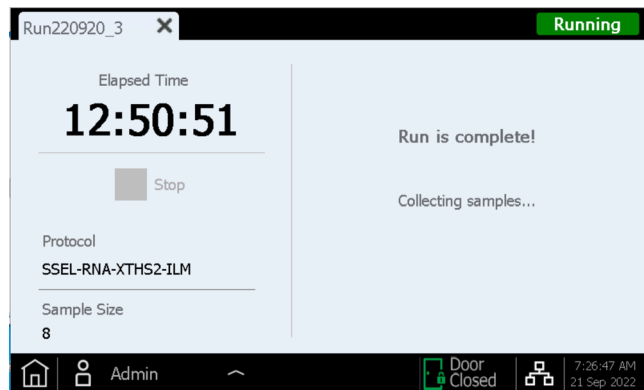 Run220920_3
Running
Elapsed Time
12:50:51
Stop
Protocol
SSEL-RNA-XTHS2-ILM
Sample Size
8
Run is complete!
Collecting samples...
Admin
Door
Closed
7:26:47 AM
21 Sep 2022